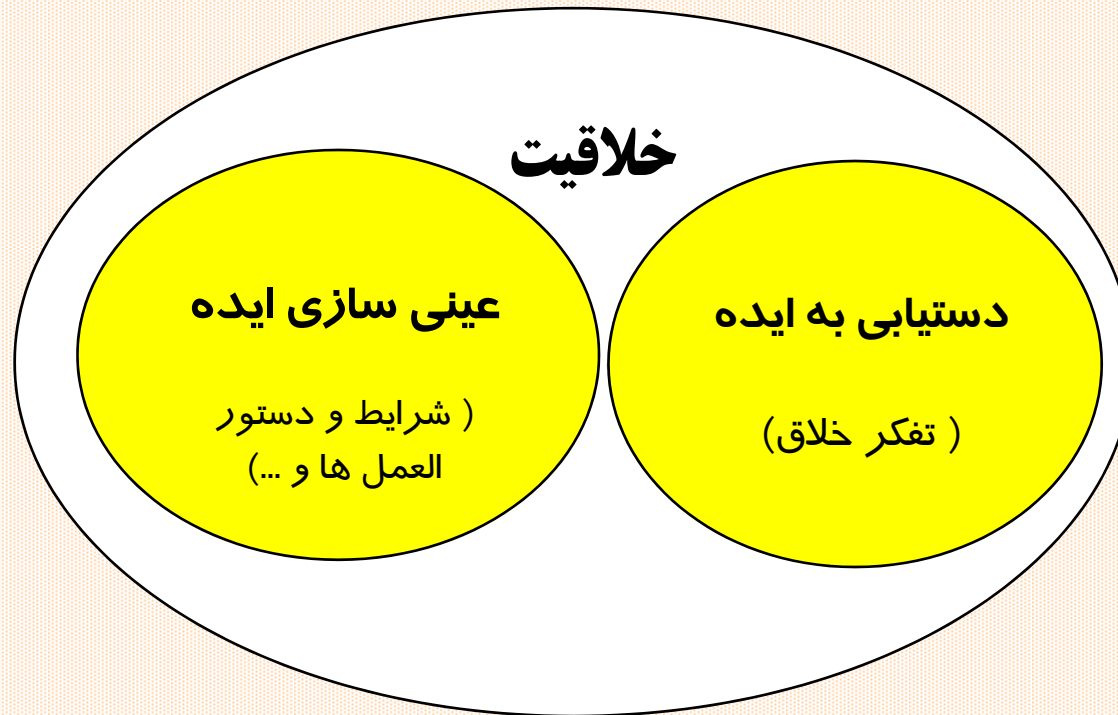 خلاقیت
دستیابی به ایده
( تفکر خلاق)
عینی سازی ایده
( شرایط و دستور
العمل ها و ...)